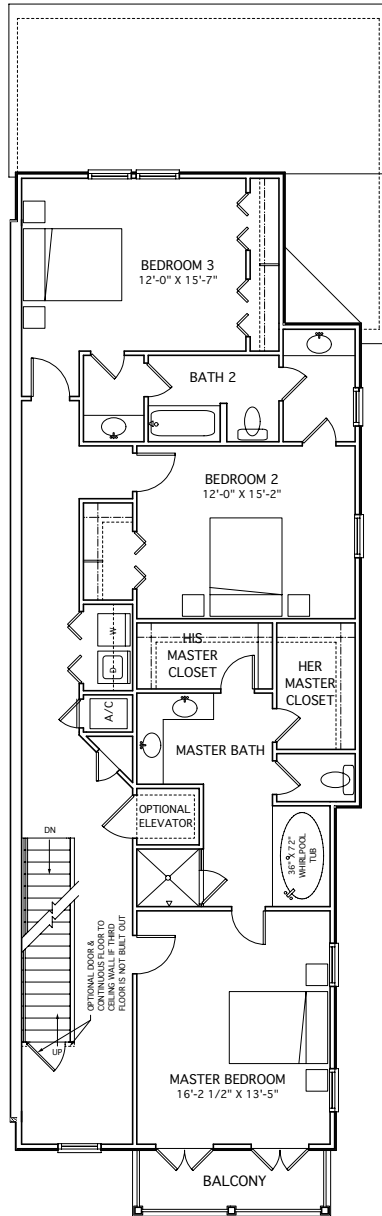 BEDROOM 3
12'-0" X 15'-7"
BATH 2
BEDROOM 2
12'-0" X 15'-2"
HIS
MASTER
CLOSET
HER
MASTER
CLOSET
W
D
A/C
MASTER BATH
OPTIONAL
ELEVATOR
36" X 72"
WHIRLPOOL
TUB
DN
OPTIONAL DOOR &
CONTINUOUS FLOOR TO
CEILING WALL IF THIRD
FLOOR IS NOT BUILT OUT
UP
MASTER BEDROOM
16'-2 1/2" X 13'-5"
BALCONY